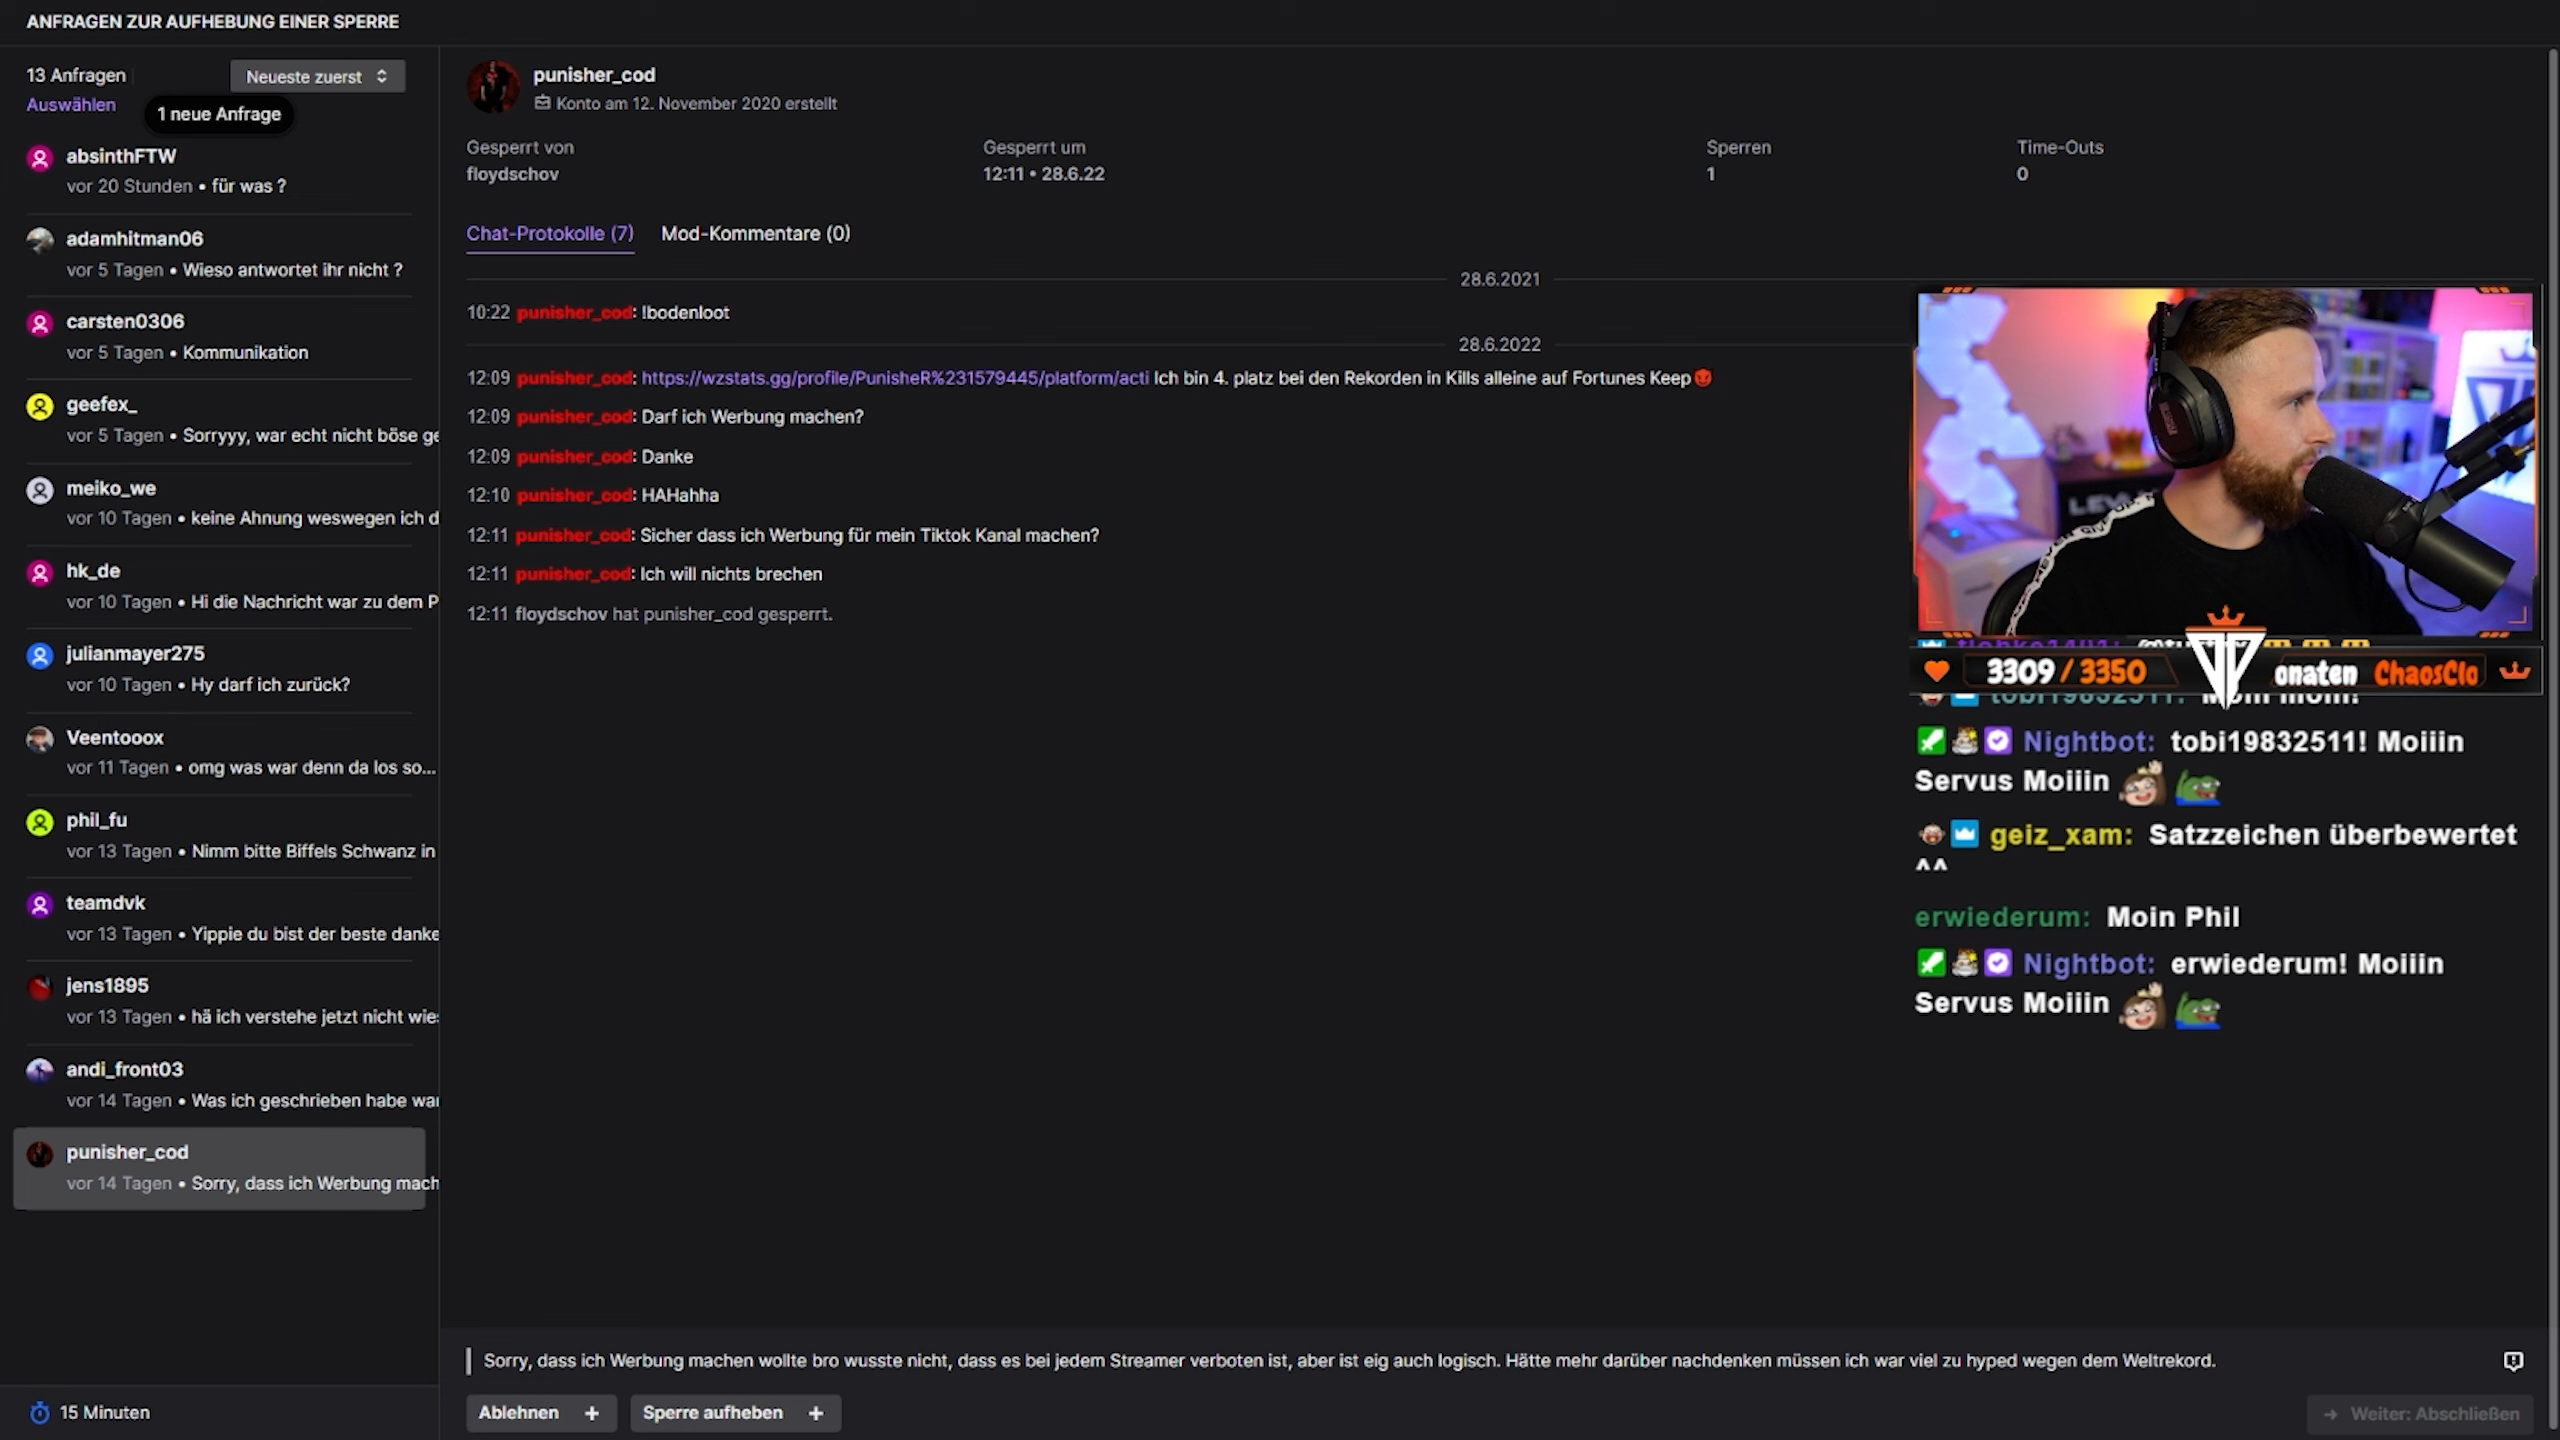 ANFRAGEN ZUR AUFHEBUNG EINER SPERRE
13 Anfragen
Neueste zuerst
Auswählen
1 neue Anfrage
absinthFTW
vor 20 Stunden • für was ?
adamhitman06
vor 5 Tagen • Wieso antwortet ihr nicht ?
carsten0306
vor 5 Tagen • Kommunikation
geefex_
vor 5 Tagen • Sorryyy, war echt nicht böse ge
meiko_we
vor 10 Tagen • keine Ahnung weswegen ich d
hk_de
vor 10 Tagen • Hi die Nachricht war zu dem P
julianmayer275
vor 10 Tagen • Hy darf ich zurück?
Veentooox
vor 11 Tagen • omg was war denn da los so...
phil_fu
vor 13 Tagen • Nimm bitte Biffels Schwanz in
teamdvk
vor 13 Tagen • Yippie du bist der beste danke
jens1895
vor 13 Tagen • hä ich verstehe jetzt nicht wie
andi_front03
vor 14 Tagen • Was ich geschrieben habe war
punisher_cod
vor 14 Tagen • Sorry, dass ich Werbung mach
15 Minuten
punisher_cod
Konto am 12. November 2020 erstellt
Gesperrt von
floydschov
Gesperrt um
12:11 • 28.6.22
Sperren
1
Time-Outs
0
Chat-Protokolle (7)
Mod-Kommentare (0)
28.6.2021
10:22 punisher_cod: !bodenloot
28.6.2022
12:09 punisher_cod: https://wzstats.gg/profile/PunisheR%231579445/platform/acti Ich bin 4. platz bei den Rekorden in Kills alleine auf Fortunes Keep
12:09 punisher_cod: Darf ich Werbung machen?
12:09 punisher_cod: Danke
12:10 punisher_cod: HAHahha
12:11 punisher_cod: Sicher dass ich Werbung für mein Tiktok Kanal machen?
12:11 punisher_cod: Ich will nichts brechen
12:11 floydschov hat punisher_cod gesperrt.
3309 / 3350
onaten ChaosClo
tobi19832511: Moin moin!
Nightbot: tobi19832511! Moiiin
Servus Moiiin
geiz_xam: Satzzeichen überbewertet
^^
erwiederum: Moin Phil
Nightbot: erwiederum! Moiiin
Servus Moiiin
Sorry, dass ich Werbung machen wollte bro wusste nicht, dass es bei jedem Streamer verboten ist, aber ist eig auch logisch. Hätte mehr darüber nachdenken müssen ich war viel zu hyped wegen dem Weltrekord.
Ablehnen +
Sperre aufheben +
Weiter: Abschließen